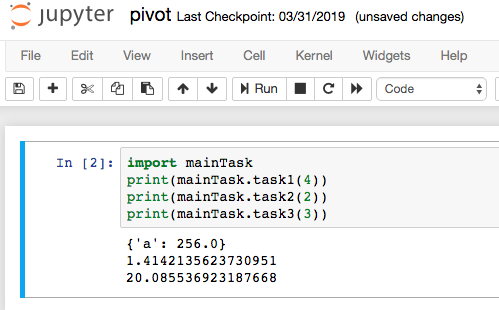 jupyter pivot Last Checkpoint: 03/31/2019 (unsaved changes)
File Edit View Insert Cell Kernel Widgets Help
Run Code
In [2]: import mainTask
print(mainTask.task1(4))
print(mainTask.task2(2))
print(mainTask.task3(3))
{'a': 256.0}
1.4142135623730951
20.085536923187668